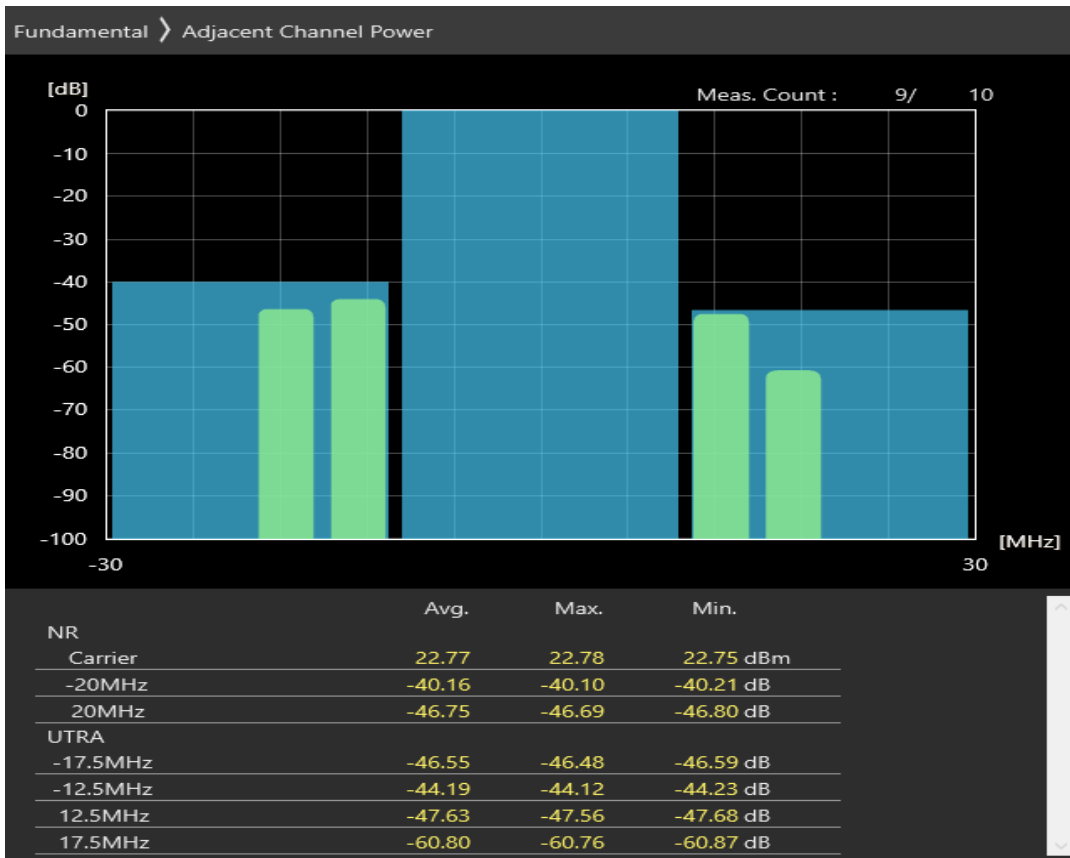 Fundamental 》 Adjacent Channel Power
[dB]
Meas. Count : 9/ 10
0
-10
-20
-30
-40
-50
-60
-70
-80
-90
-100
[MHz]
-30 30
Avg. Max. Min.
NR
Carrier 22.77 22.78 22.75 dBm
-20MHz -40.16 -40.10 -40.21 dB
20MHz -46.75 -46.69 -46.80 dB
UTRA
-17.5MHz -46.55 -46.48 -46.59 dB
-12.5MHz -44.19 -44.12 -44.23 dB
12.5MHz -47.63 -47.56 -47.68 dB
17.5MHz -60.80 -60.76 -60.87 dB